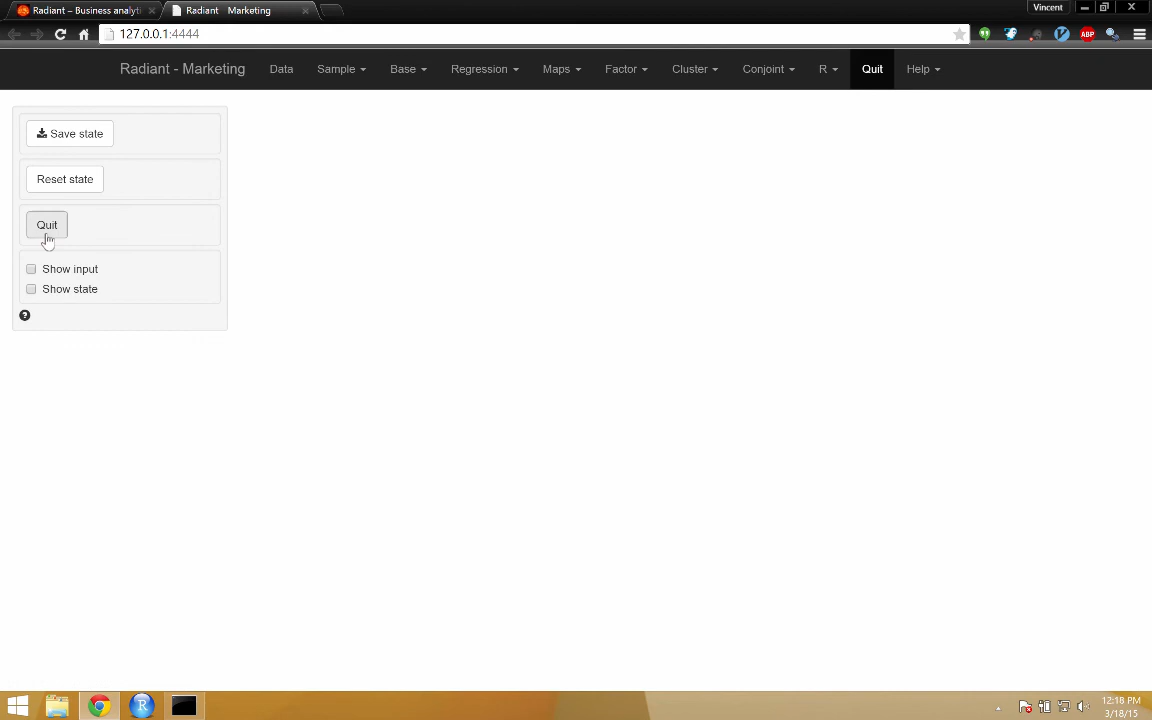 Radiant – Business analyti
Radiant Marketing
Vincent
127.0.0.1:4444
ABP
Radiant - Marketing
Data
Sample
Base
Regression
Maps
Factor
Cluster
Conjoint
R
Quit
Help
Save state
Reset state
Quit
Show input
Show state
?
R
12:18 PM
3/18/15